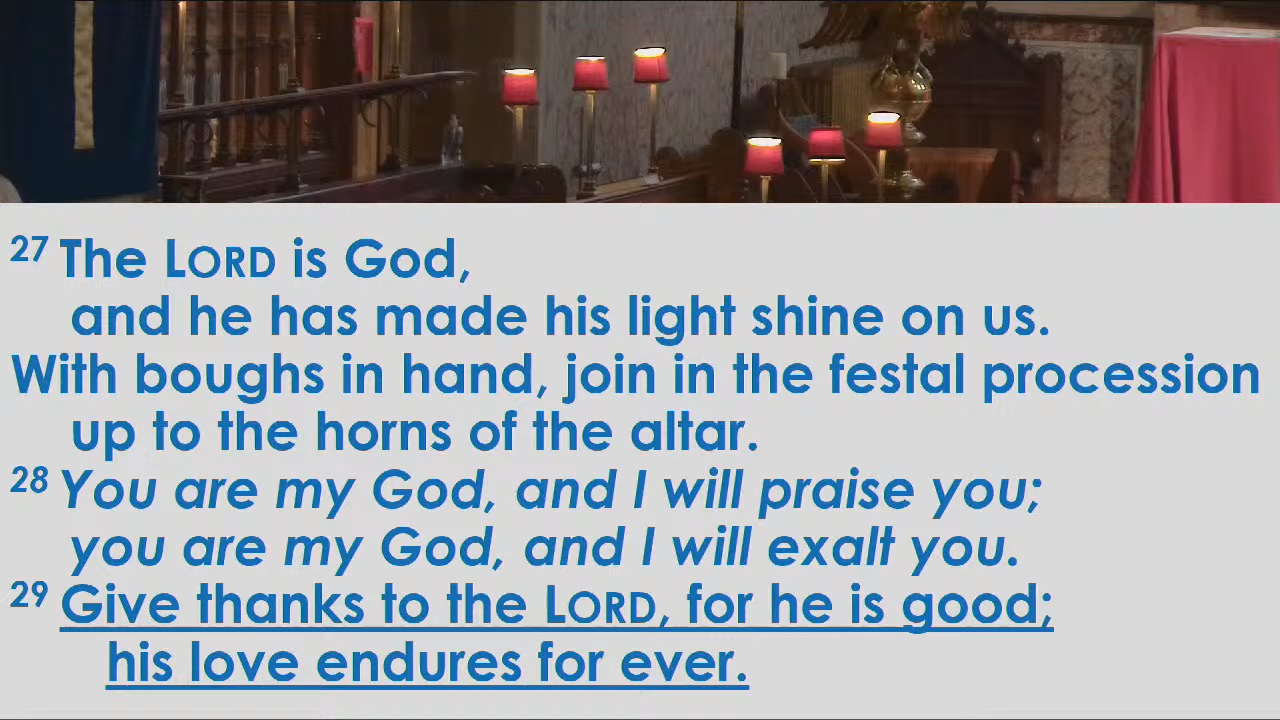 27 The LORD is God,
and he has made his light shine on us.
With boughs in hand, join in the festal procession
up to the horns of the altar.
28 You are my God, and I will praise you;
you are my God, and I will exalt you.
29 Give thanks to the LORD, for he is good;
his love endures for ever.